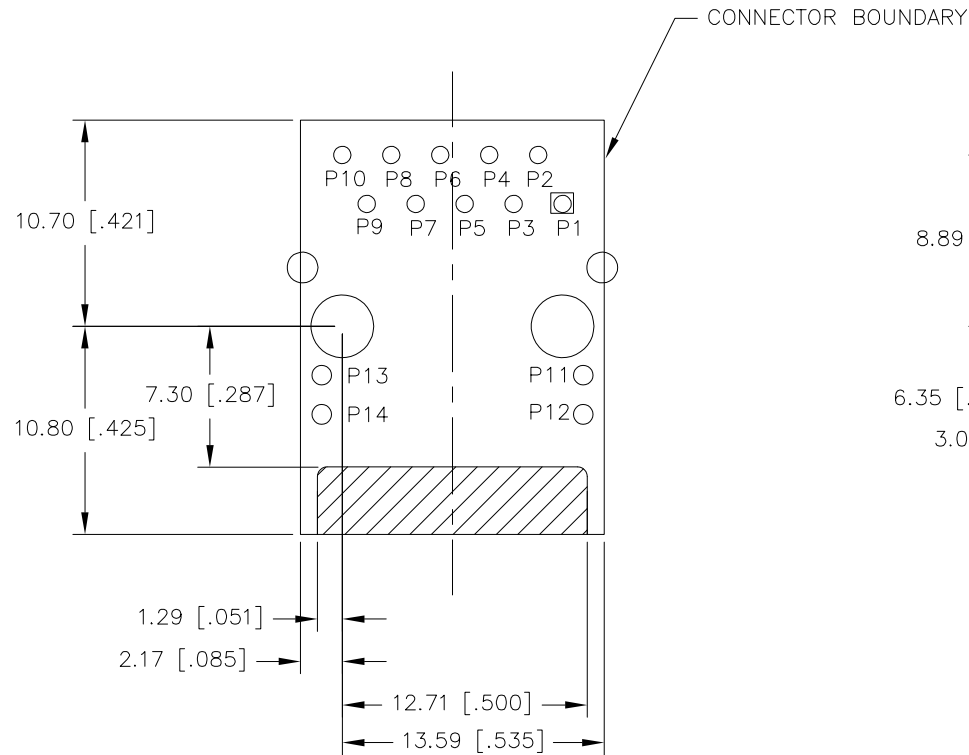 CONNECTOR BOUNDARY
P10 P8 P6 P4 P2
P9 P7 P5 P3 P1
10.70 [.421]
8.89
P13 P11
7.30 [.287]
6.35 [.
P14 P12
10.80 [.425]
3.0
1.29 [.051]
2.17 [.085]
12.71 [.500]
13.59 [.535]